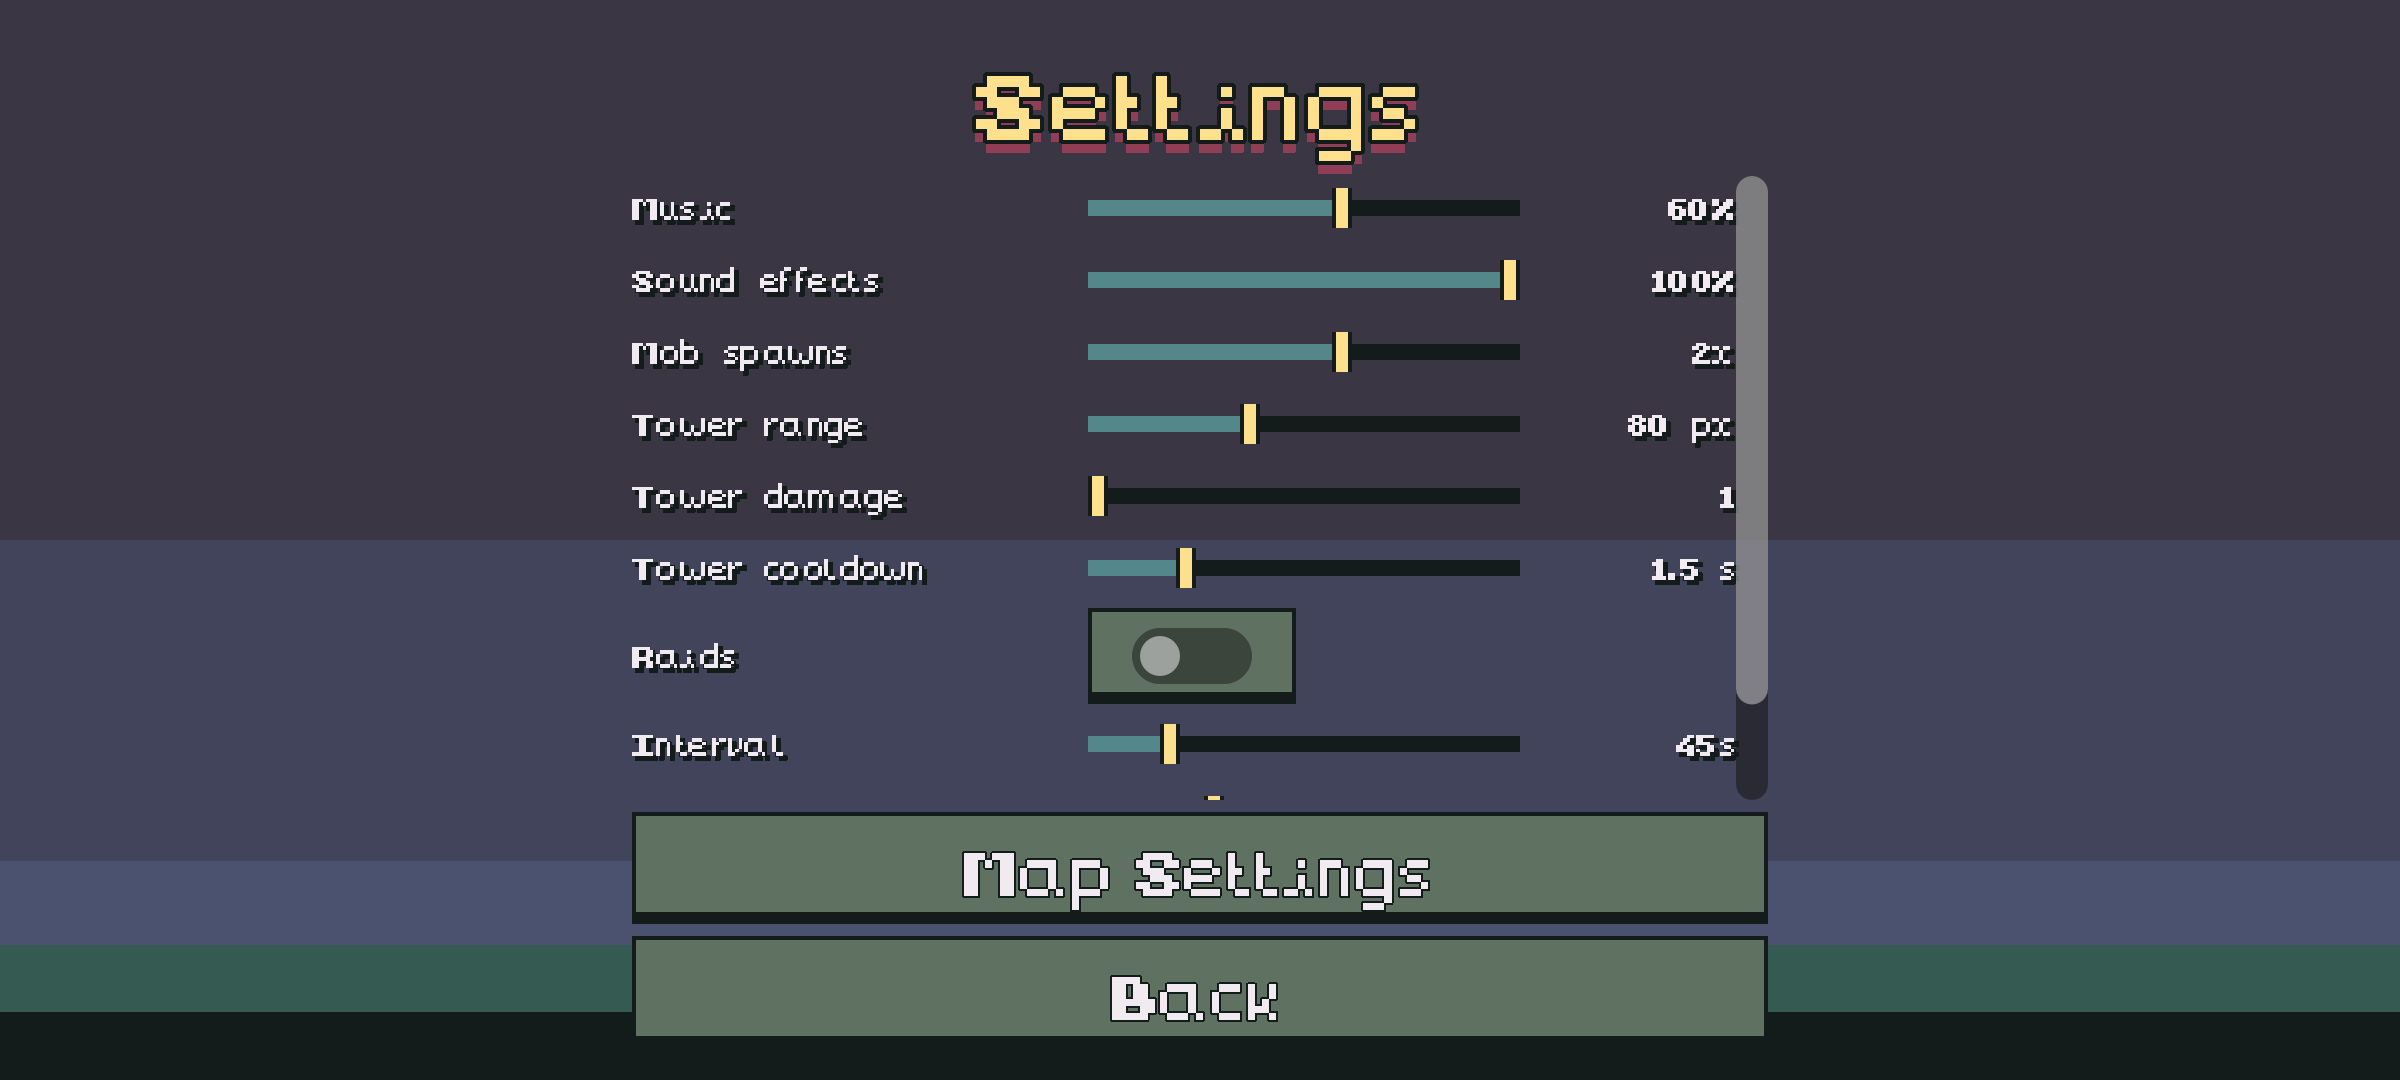 Settings
Music 60%
Sound effects 100%
Mob spawns 2x
Tower range 80 px
Tower damage 1
Tower cooldown 1.5 s
Raids
Interval 45s
Map Settings
Back